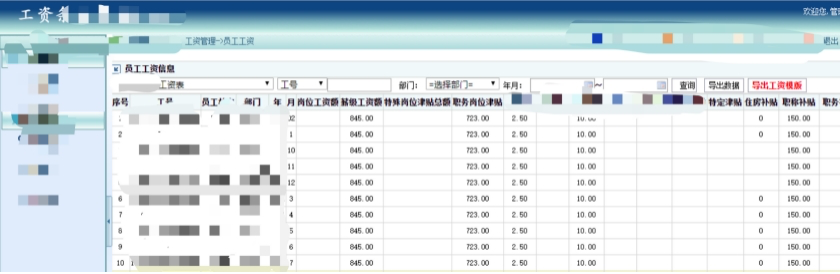 工资
欢迎您, 管
工资管理->员工工资
退出
员工工资信息
工资表 工号 部门: =选择部门= 年月: ~ 查询 导出数据 导出工资模版
序号 工号 部门 年 月 岗位工资额 薪级工资额 特殊岗位津贴总额 职务岗位津贴 特定津贴 住房补贴 职称补贴 职务
1 02 845.00 723.00 2.50 10.00 0 150.00
2 1 845.00 723.00 2.50 10.00 0 150.00
10 845.00 723.00 2.50 10.00 150.00
11 845.00 723.00 2.50 10.00 150.00
12 845.00 723.00 2.50 10.00 150.00
6 3 845.00 723.00 2.50 10.00 0 150.00
7 4 845.00 723.00 2.50 10.00 0 150.00
8 5 845.00 723.00 2.50 10.00 0 150.00
9 6 845.00 723.00 2.50 10.00 0 150.00
10 7 845.00 723.00 2.50 10.00 0 150.00